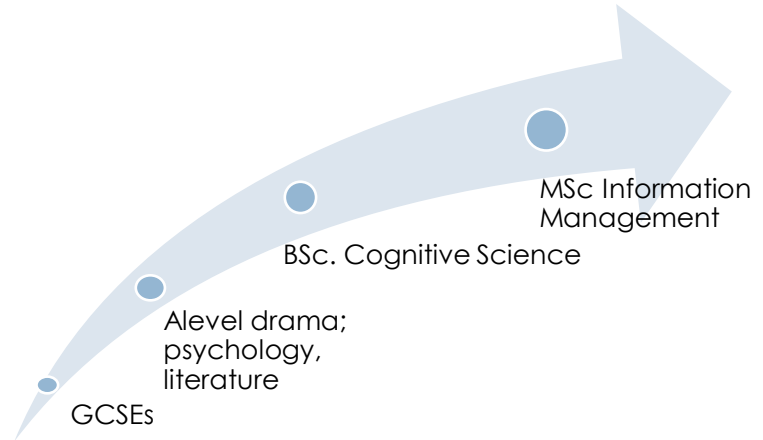 MSc Information
Management
BSc. Cognitive Science
Alevel drama;
psychology,
literature
GCSEs